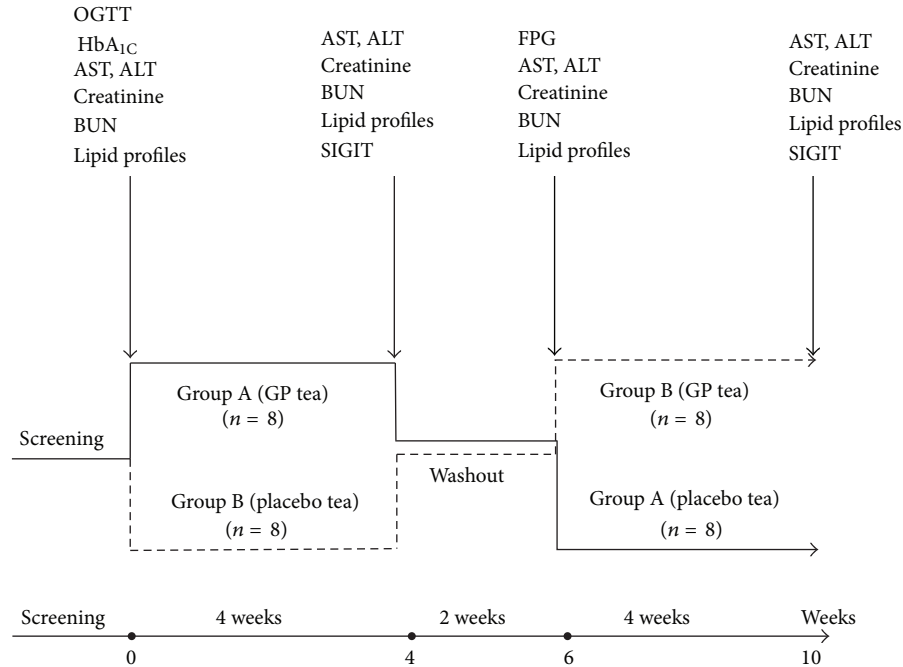 OGTT
HbA1C
AST, ALT
Creatinine
BUN
Lipid profiles
AST, ALT
Creatinine
BUN
Lipid profiles
SIGIT
FPG
AST, ALT
Creatinine
BUN
Lipid profiles
AST, ALT
Creatinine
BUN
Lipid profiles
SIGIT
Group A (GP tea)
(n = 8)
Group B (GP tea)
(n = 8)
Screening
Washout
Group B (placebo tea)
(n = 8)
Group A (placebo tea)
(n = 8)
Screening
4 weeks
2 weeks
4 weeks
Weeks
0
4
6
10